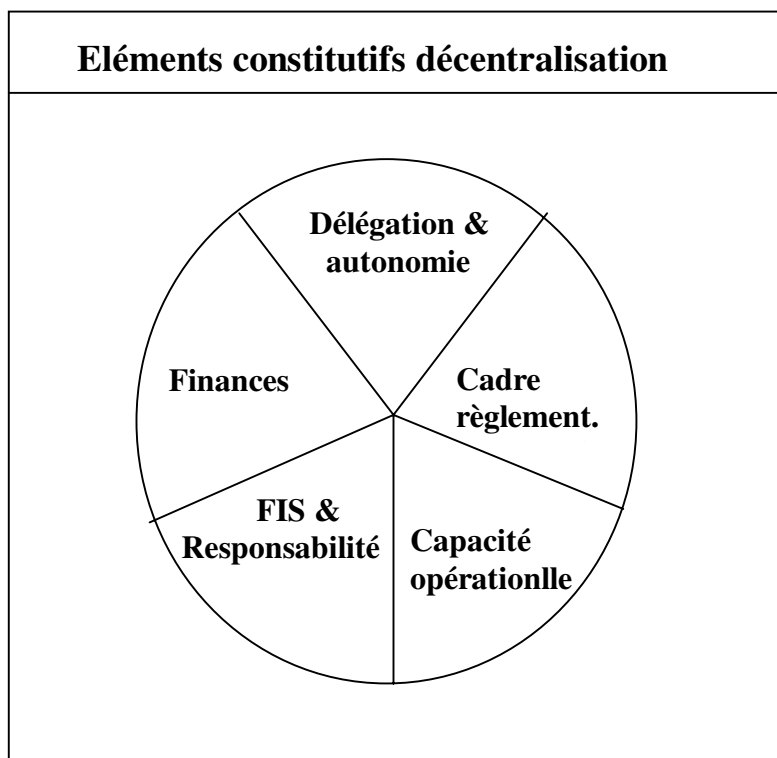 Eléments constitutifs décentralisation
Délégation &
autonomie
Finances
Cadre
règlement.
FIS &
Responsabilité
Capacité
opérationlle